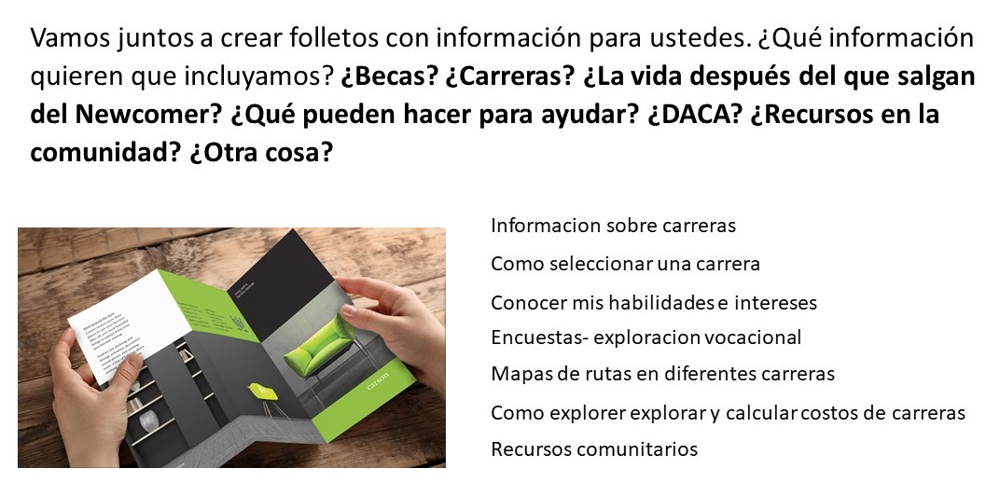 Vamos juntos a crear folletos con información para ustedes. ¿Qué información
quieren que incluyamos? ¿Becas? ¿Carreras? ¿La vida después del que salgan
del Newcomer? ¿Qué pueden hacer para ayudar? ¿DACA? ¿Recursos en la
comunidad? ¿Otra cosa?
Informacion sobre carreras
Como seleccionar una carrera
Conocer mis habilidades e intereses
Encuestas- exploracion vocacional
Mapas de rutas en diferentes carreras
Como explorer explorar y calcular costos de carreras
Recursos comunitarios
carson